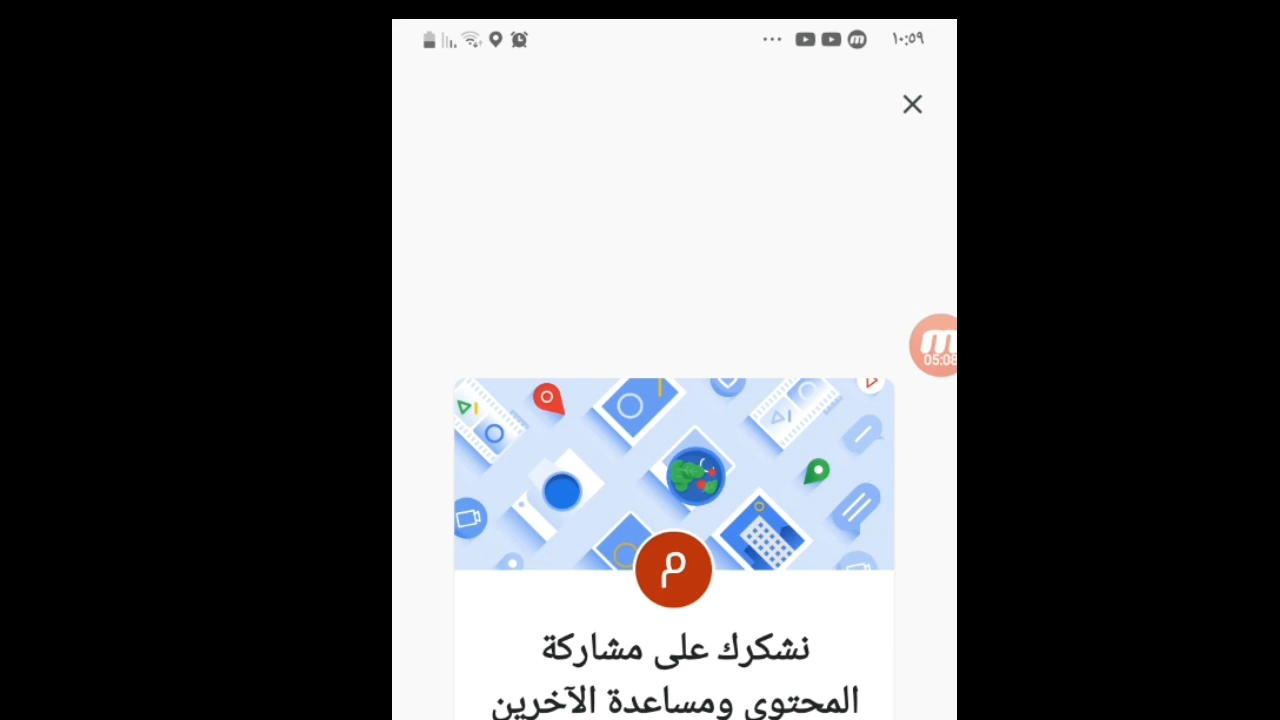 ١٠:٥٩
05:08
م
نشكرك على مشاركة
المحتوى ومساعدة الآخرين